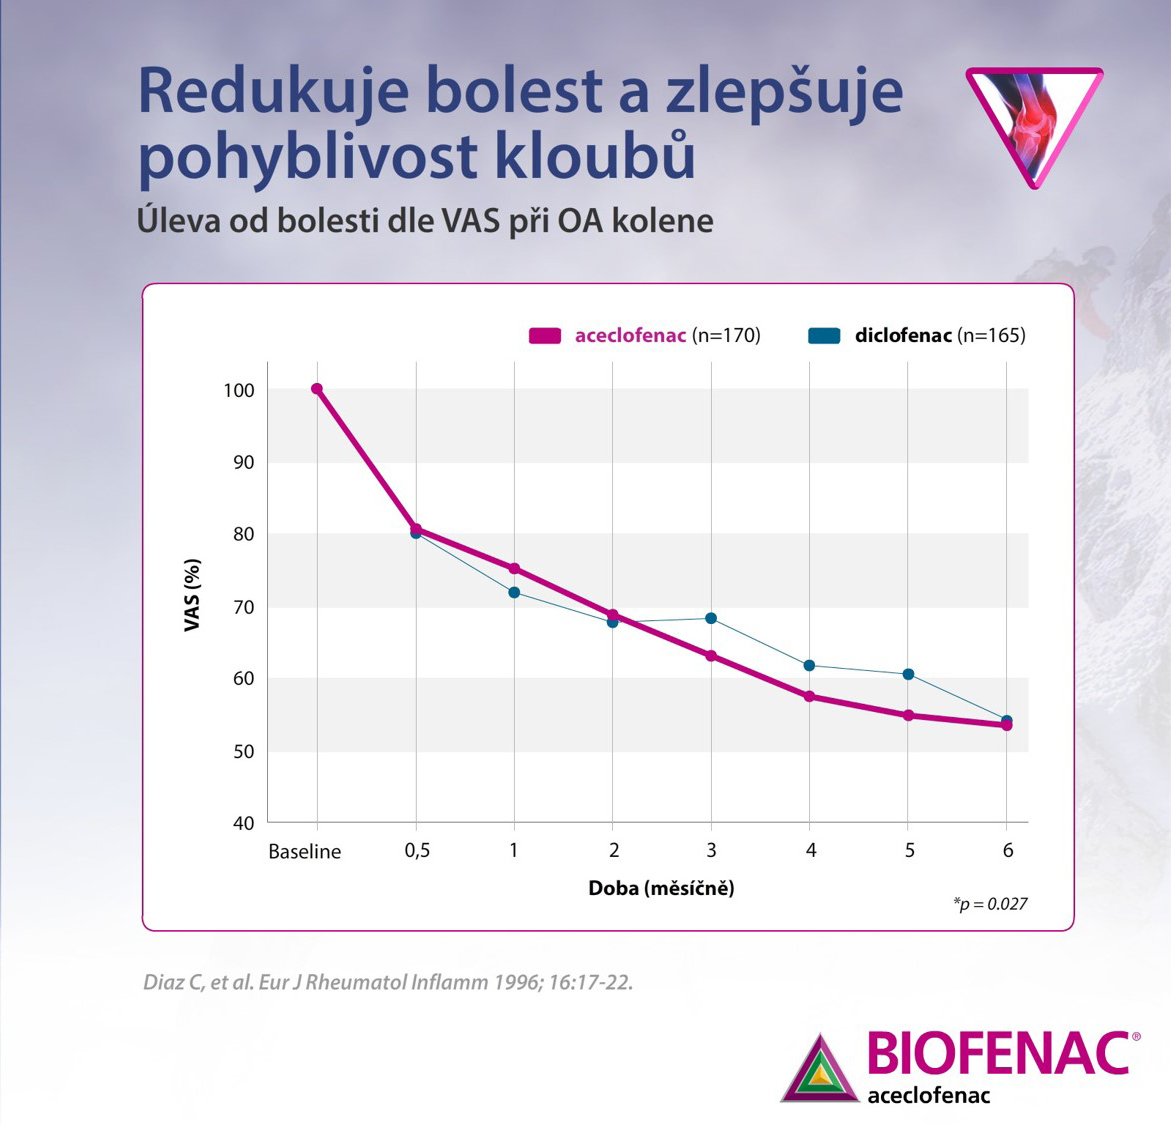 Redukuje bolest a zlepšuje
pohyblivost kloubů
Úleva od bolesti dle VAS při OA kolene
aceclofenac (n=170) diclofenac (n=165)
100
90
80
70
60
50
40
VAS (%)
Baseline 0,5 1 2 3 4 5 6
Doba (měsíčně)
*p = 0.027
Diaz C, et al. Eur J Rheumatol Inflamm 1996; 16:17-22.
BIOFENAC®
aceclofenac